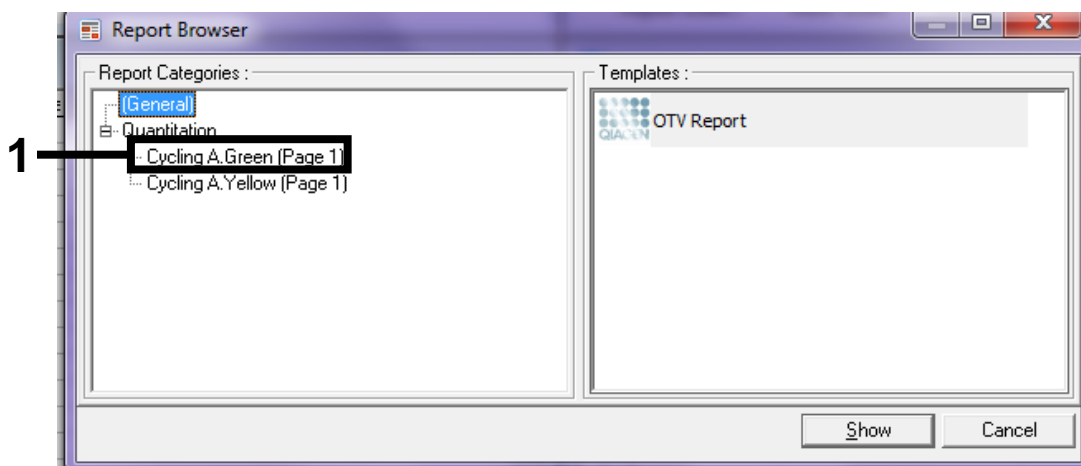 Report Browser
Report Categories :
(General)
Quantitation
Cycling A.Green (Page 1)
Cycling A.Yellow (Page 1)
1
Templates :
QIAGEN
OTV Report
Show
Cancel